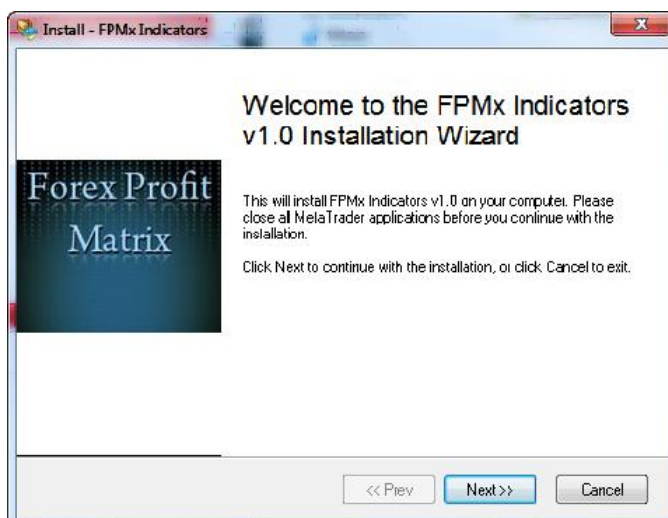 Install - FPMx Indicators
X
Welcome to the FPMx Indicators
v1.0 Installation Wizard
Forex Profit
Matrix
This will install FPMx Indicators v1.0 on your computer. Please
close all MetaTrader applications before you continue with the
installation.
Click Next to continue with the installation, or click Cancel to exit.
<< Prev
Next >>
Cancel